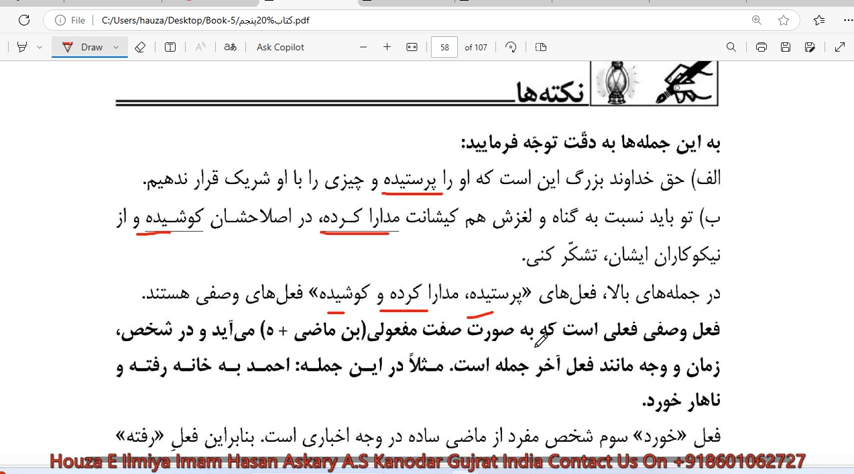 File
C:/Users/hauza/Desktop/Book-5/کتاب%20پنجم.pdf
Draw
Ask Copilot
58 of 107
نکته‌ها
به این جمله‌ها به دقّت توجّه فرمایید:
الف) حق خداوند بزرگ این است که او را پرستیده و چیزی را با او شریک قرار ندهیم.
ب) تو باید نسبت به گناه و لغزش هم کیشانت مدارا کرده، در اصلاحشان کوشیده و از
نیکوکاران ایشان، تشکّر کنی.
در جمله‌های بالا، فعل‌های «پرستیده، مدارا کرده و کوشیده» فعل‌های وصفی هستند.
فعل وصفی فعلی است که به صورت صفت مفعولی(بن ماضی + ه) می‌آید و در شخص،
زمان و وجه مانند فعل آخر جمله است. مثلاً در این جمله: احمد به خانه رفته و
ناهار خورد.
فعل «خورد» سوم شخص مفرد از ماضی ساده در وجه اخباری است. بنابراین فعلِ «رفته»
Houza E Ilmiya Imam Hasan Askary A.S Kanodar Gujrat India Contact Us On +918601062727